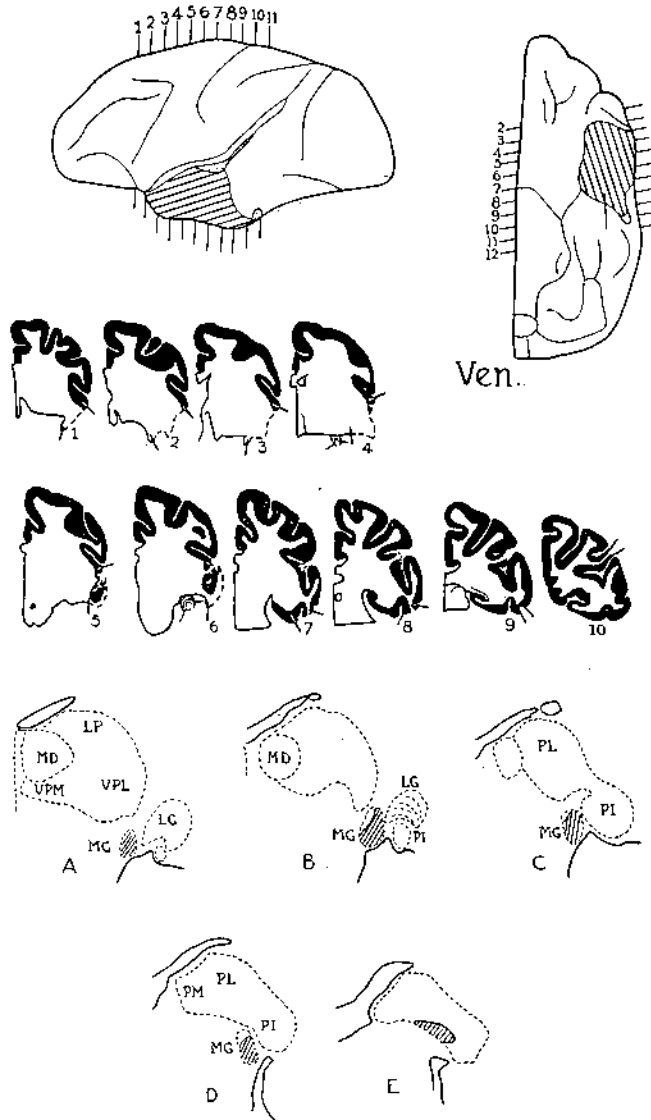 1 2 3 4 5 6 7 8 9 10 11
2
3
4
5
6
7
8
9
10
11
12
Ven.
1 2 3 4
5 6 7 8 9 10
LP
MD
VPM VPL
LG
MG
A
MD
LG
MG PI
B
PL
PI
MG
C
PL
PM
PI
MG
D
E